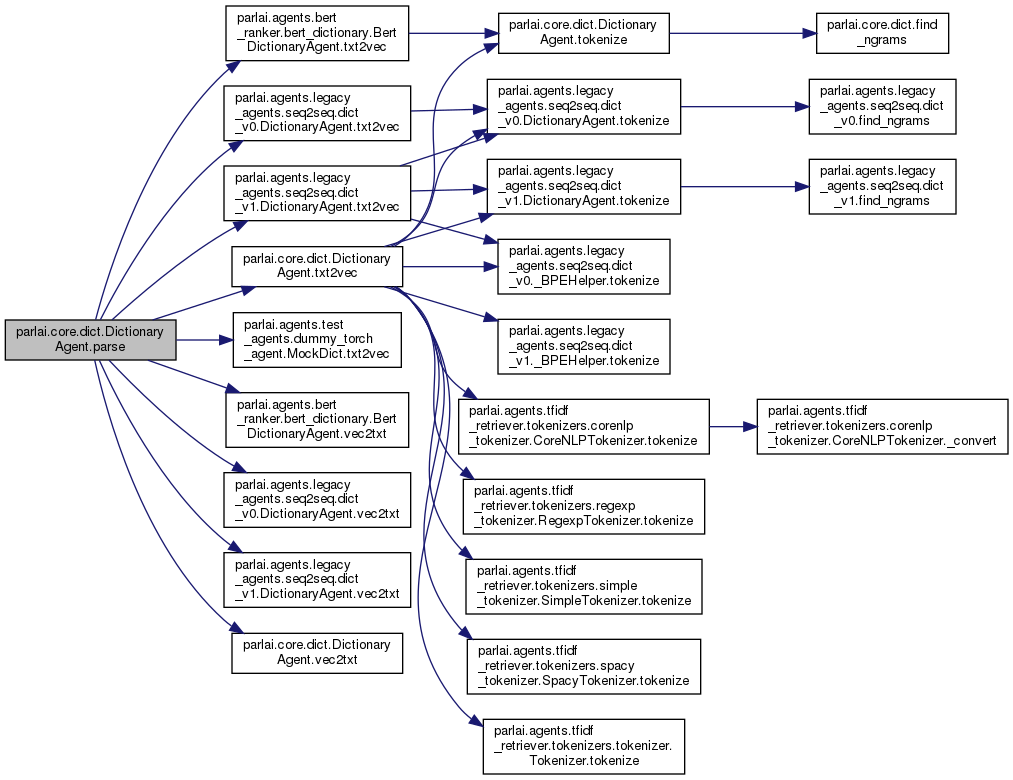 parlai.core.dict.Dictionary
Agent.parse
parlai.agents.bert
_ranker.bert_dictionary.Bert
DictionaryAgent.txt2vec
parlai.agents.legacy
_agents.seq2seq.dict
_v0.DictionaryAgent.txt2vec
parlai.agents.legacy
_agents.seq2seq.dict
_v1.DictionaryAgent.txt2vec
parlai.core.dict.Dictionary
Agent.txt2vec
parlai.agents.test
_agents.dummy_torch
_agent.MockDict.txt2vec
parlai.agents.bert
_ranker.bert_dictionary.Bert
DictionaryAgent.vec2txt
parlai.agents.legacy
_agents.seq2seq.dict
_v0.DictionaryAgent.vec2txt
parlai.agents.legacy
_agents.seq2seq.dict
_v1.DictionaryAgent.vec2txt
parlai.core.dict.Dictionary
Agent.vec2txt
parlai.core.dict.Dictionary
Agent.tokenize
parlai.agents.legacy
_agents.seq2seq.dict
_v0.DictionaryAgent.tokenize
parlai.agents.legacy
_agents.seq2seq.dict
_v1.DictionaryAgent.tokenize
parlai.agents.legacy
_agents.seq2seq.dict
_v0._BPEHelper.tokenize
parlai.agents.legacy
_agents.seq2seq.dict
_v1._BPEHelper.tokenize
parlai.agents.tfidf
_retriever.tokenizers.corenlp
_tokenizer.CoreNLPTokenizer.tokenize
parlai.agents.tfidf
_retriever.tokenizers.regexp
_tokenizer.RegexpTokenizer.tokenize
parlai.agents.tfidf
_retriever.tokenizers.simple
_tokenizer.SimpleTokenizer.tokenize
parlai.agents.tfidf
_retriever.tokenizers.spacy
_tokenizer.SpacyTokenizer.tokenize
parlai.agents.tfidf
_retriever.tokenizers.tokenizer.
Tokenizer.tokenize
parlai.core.dict.find
_ngrams
parlai.agents.legacy
_agents.seq2seq.dict
_v0.find_ngrams
parlai.agents.legacy
_agents.seq2seq.dict
_v1.find_ngrams
parlai.agents.tfidf
_retriever.tokenizers.corenlp
_tokenizer.CoreNLPTokenizer._convert